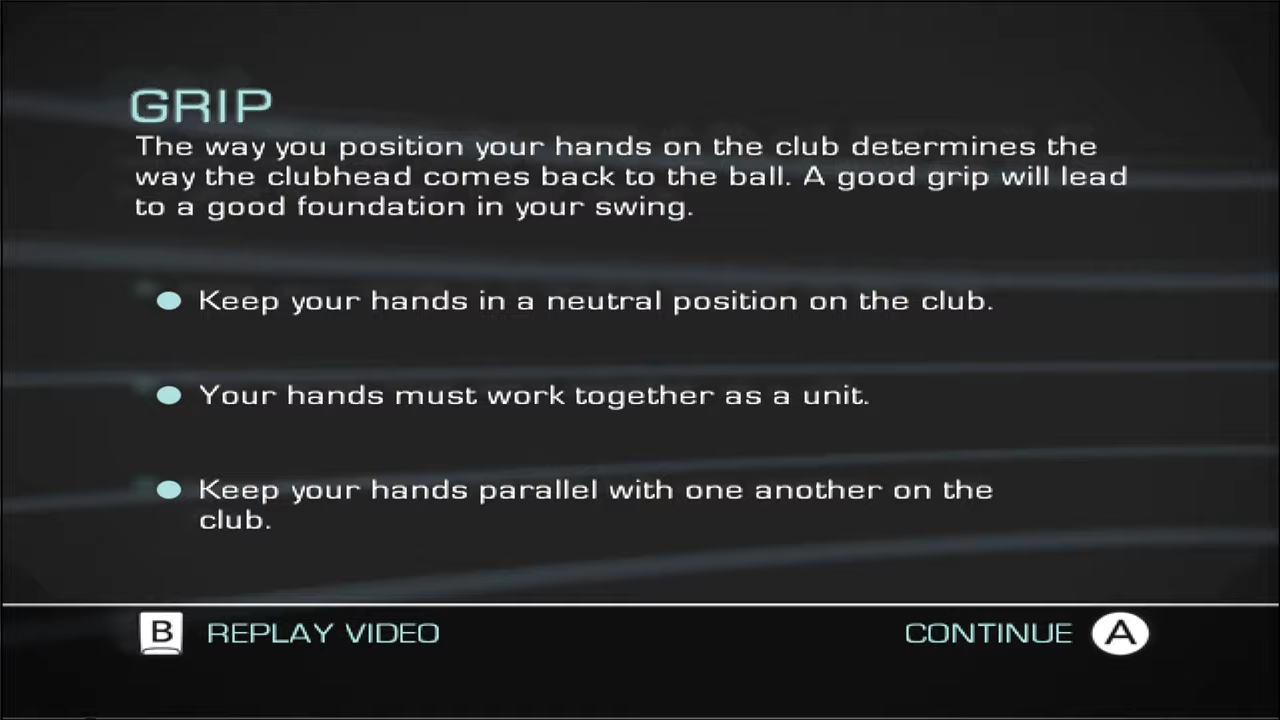 GRIP
The way you position your hands on the club determines the
way the clubhead comes back to the ball. A good grip will lead
to a good foundation in your swing.
Keep your hands in a neutral position on the club.
Your hands must work together as a unit.
Keep your hands parallel with one another on the
club.
B REPLAY VIDEO CONTINUE A